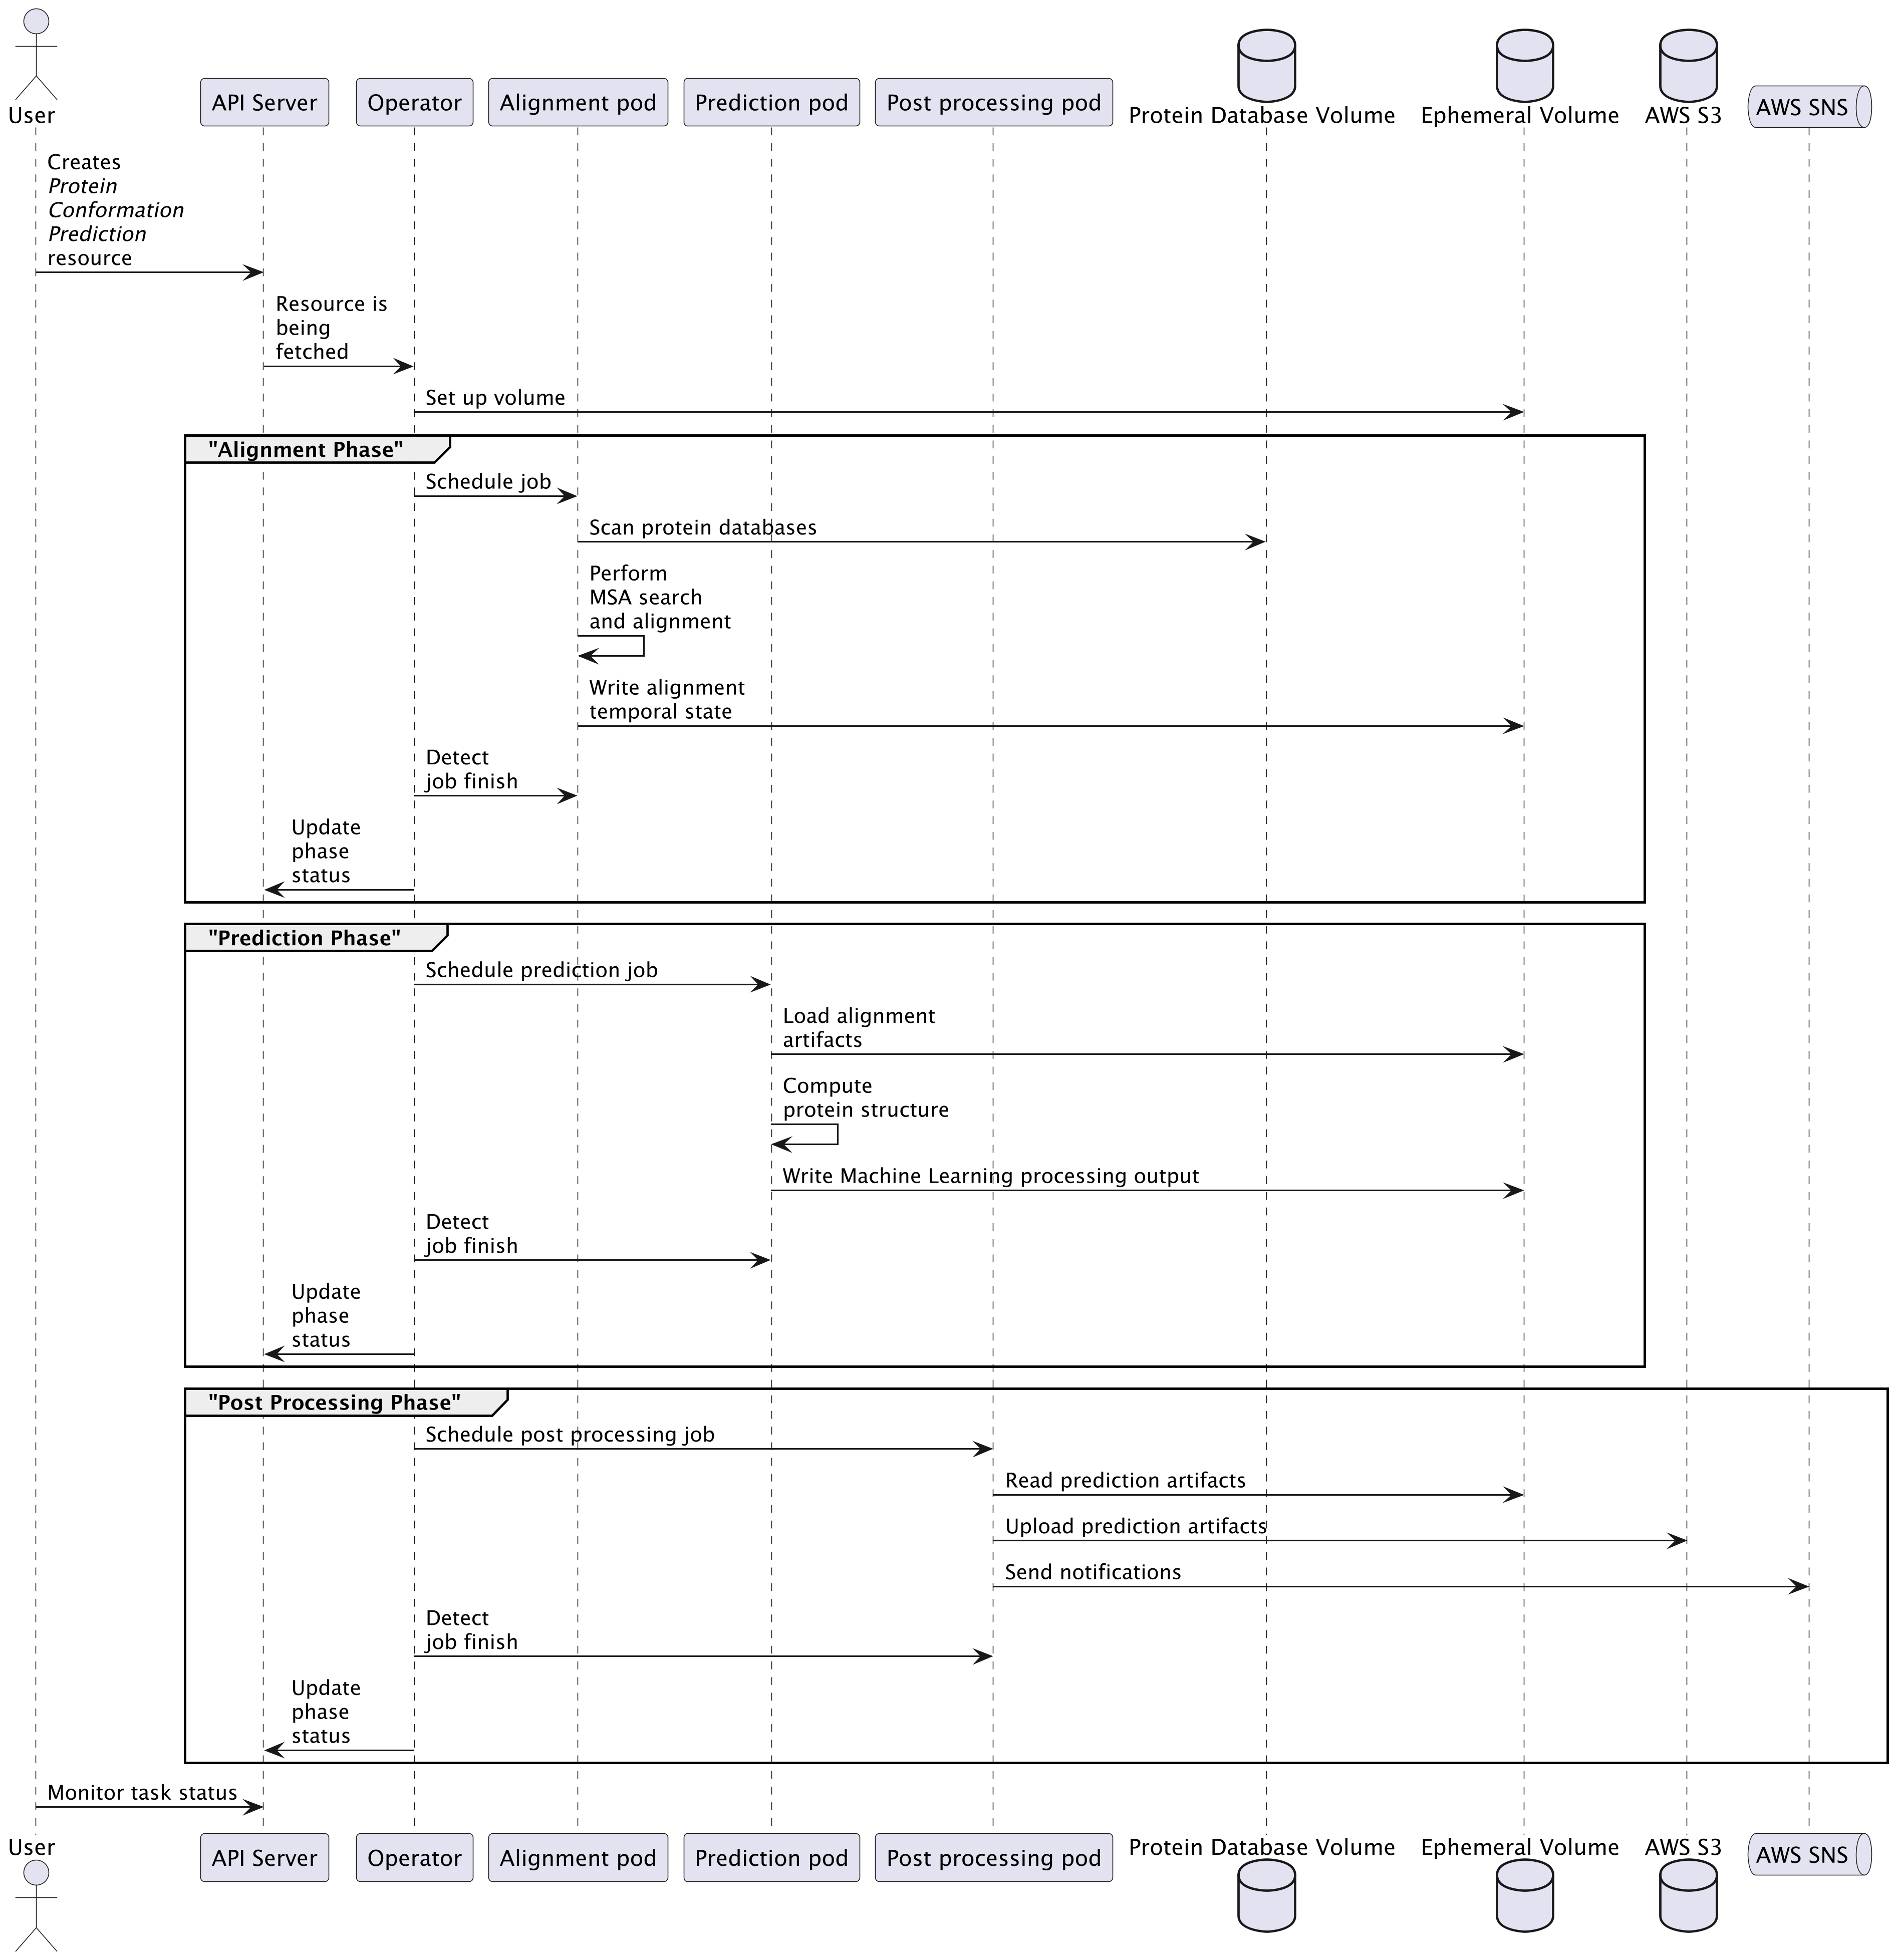 User
API Server
Operator
Alignment pod
Prediction pod
Post processing pod
Protein Database Volume
Ephemeral Volume
AWS S3
AWS SNS
Creates
Protein
Conformation
Prediction
resource
Resource is
being
fetched
Set up volume
"Alignment Phase"
Schedule job
Scan protein databases
Perform
MSA search
and alignment
Write alignment
temporal state
Detect
job finish
Update
phase
status
"Prediction Phase"
Schedule prediction job
Load alignment
artifacts
Compute
protein structure
Write Machine Learning processing output
Detect
job finish
Update
phase
status
"Post Processing Phase"
Schedule post processing job
Read prediction artifacts
Upload prediction artifacts
Send notifications
Detect
job finish
Update
phase
status
Monitor task status
User
API Server
Operator
Alignment pod
Prediction pod
Post processing pod
Protein Database Volume
Ephemeral Volume
AWS S3
AWS SNS